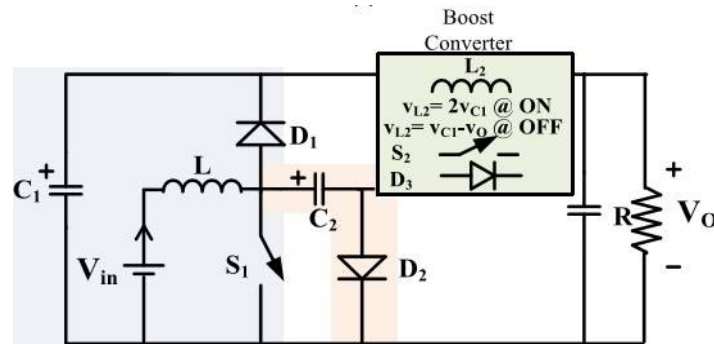 Boost
Converter
L2
vL2= 2vC1 @ ON
vL2= vC1-vO @ OFF
S2
D3
D1
L
C1
+
+
C2
Vin
S1
D2
R
+
VO
−